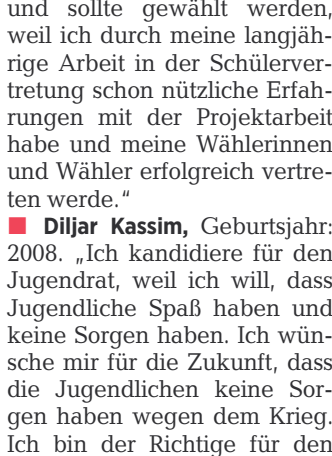 und sollte gewählt werden,
weil ich durch meine langjäh-
rige Arbeit in der Schülerver-
tretung schon nützliche Erfah-
rungen mit der Projektarbeit
habe und meine Wählerinnen
und Wähler erfolgreich vertre-
ten werde.“
Diljar Kassim, Geburtsjahr:
2008. „Ich kandidiere für den
Jugendrat, weil ich will, dass
Jugendliche Spaß haben und
keine Sorgen haben. Ich wün-
sche mir für die Zukunft, dass
die Jugendlichen keine Sor-
gen haben wegen dem Krieg.
Ich bin der Richtige für den